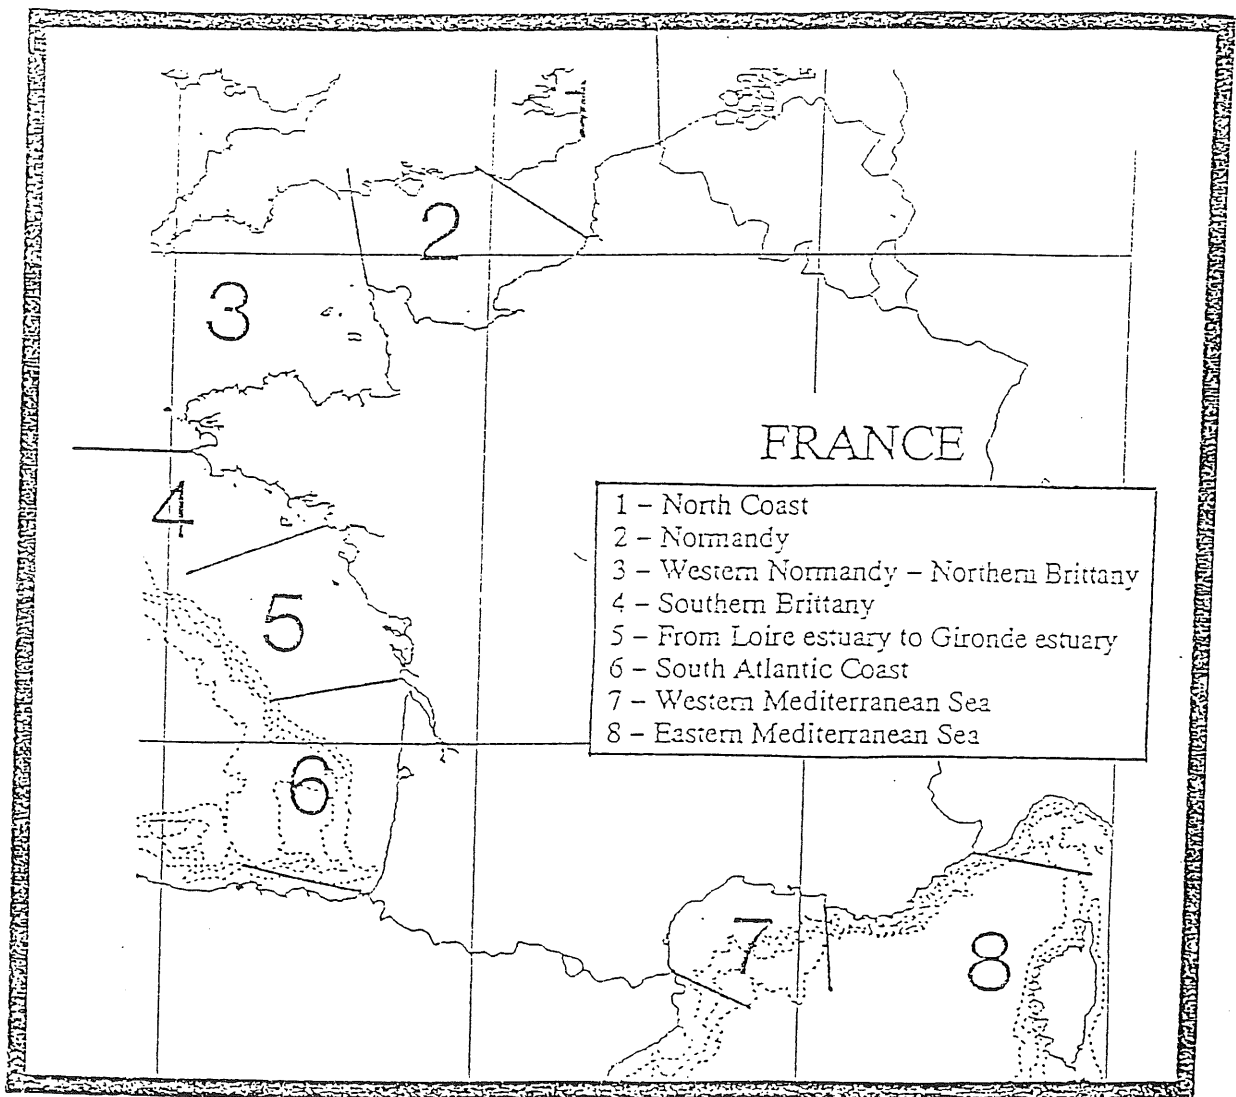 2
3
FRANCE
4
1 – North Coast
2 – Normandy
3 – Western Normandy – Northern Brittany
4 – Southern Brittany
5 – From Loire estuary to Gironde estuary
6 – South Atlantic Coast
7 – Western Mediterranean Sea
8 – Eastern Mediterranean Sea
5
6
7
8